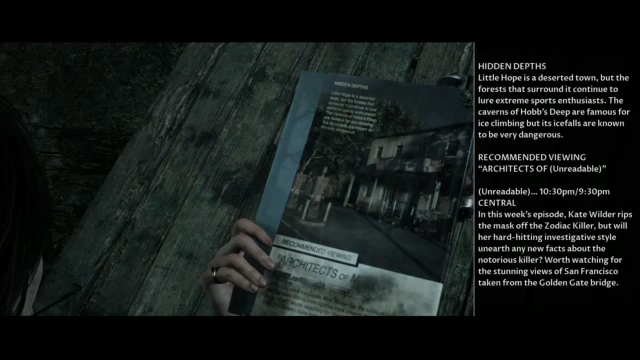 HIDDEN DEPTHS
Little Hope is a deserted
RECOMMENDED VIEWING
"ARCHITECTS OF
HIDDEN DEPTHS
Little Hope is a deserted town, but the
forests that surround it continue to
lure extreme sports enthusiasts. The
caverns of Hobb's Deep are famous for
ice climbing but its icefalls are known
to be very dangerous.
RECOMMENDED VIEWING
"ARCHITECTS OF (Unreadable)"
(Unreadable)... 10:30pm/9:30pm
CENTRAL
In this week's episode, Kate Wilder rips
the mask off the Zodiac Killer, but will
her hard-hitting investigative style
unearth any new facts about the
notorious killer? Worth watching for
the stunning views of San Francisco
taken from the Golden Gate bridge.